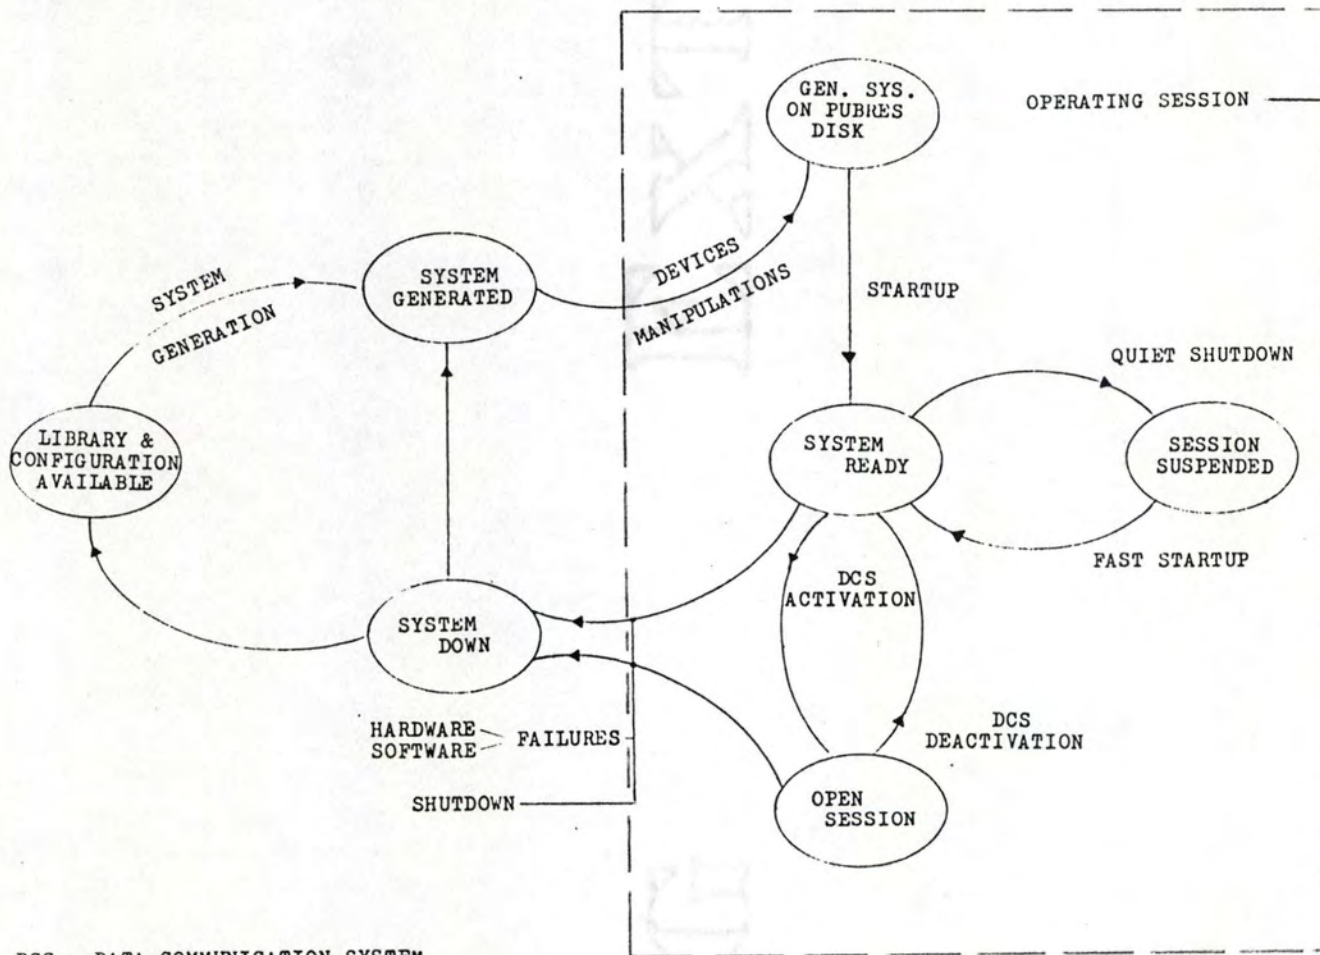 GEN. SYS.
ON PUBRES
DISK
OPERATING SESSION
SYSTEM
GENERATION
SYSTEM
GENERATED
DEVICES
MANIPULATIONS
STARTUP
QUIET SHUTDOWN
LIBRARY &
CONFIGURATION
AVAILABLE
SYSTEM
READY
SESSION
SUSPENDED
FAST STARTUP
DCS
ACTIVATION
SYSTEM
DOWN
HARDWARE
SOFTWARE
FAILURES
DCS
DEACTIVATION
SHUTDOWN
OPEN
SESSION
DATA COMMUNICATION SYSTEM